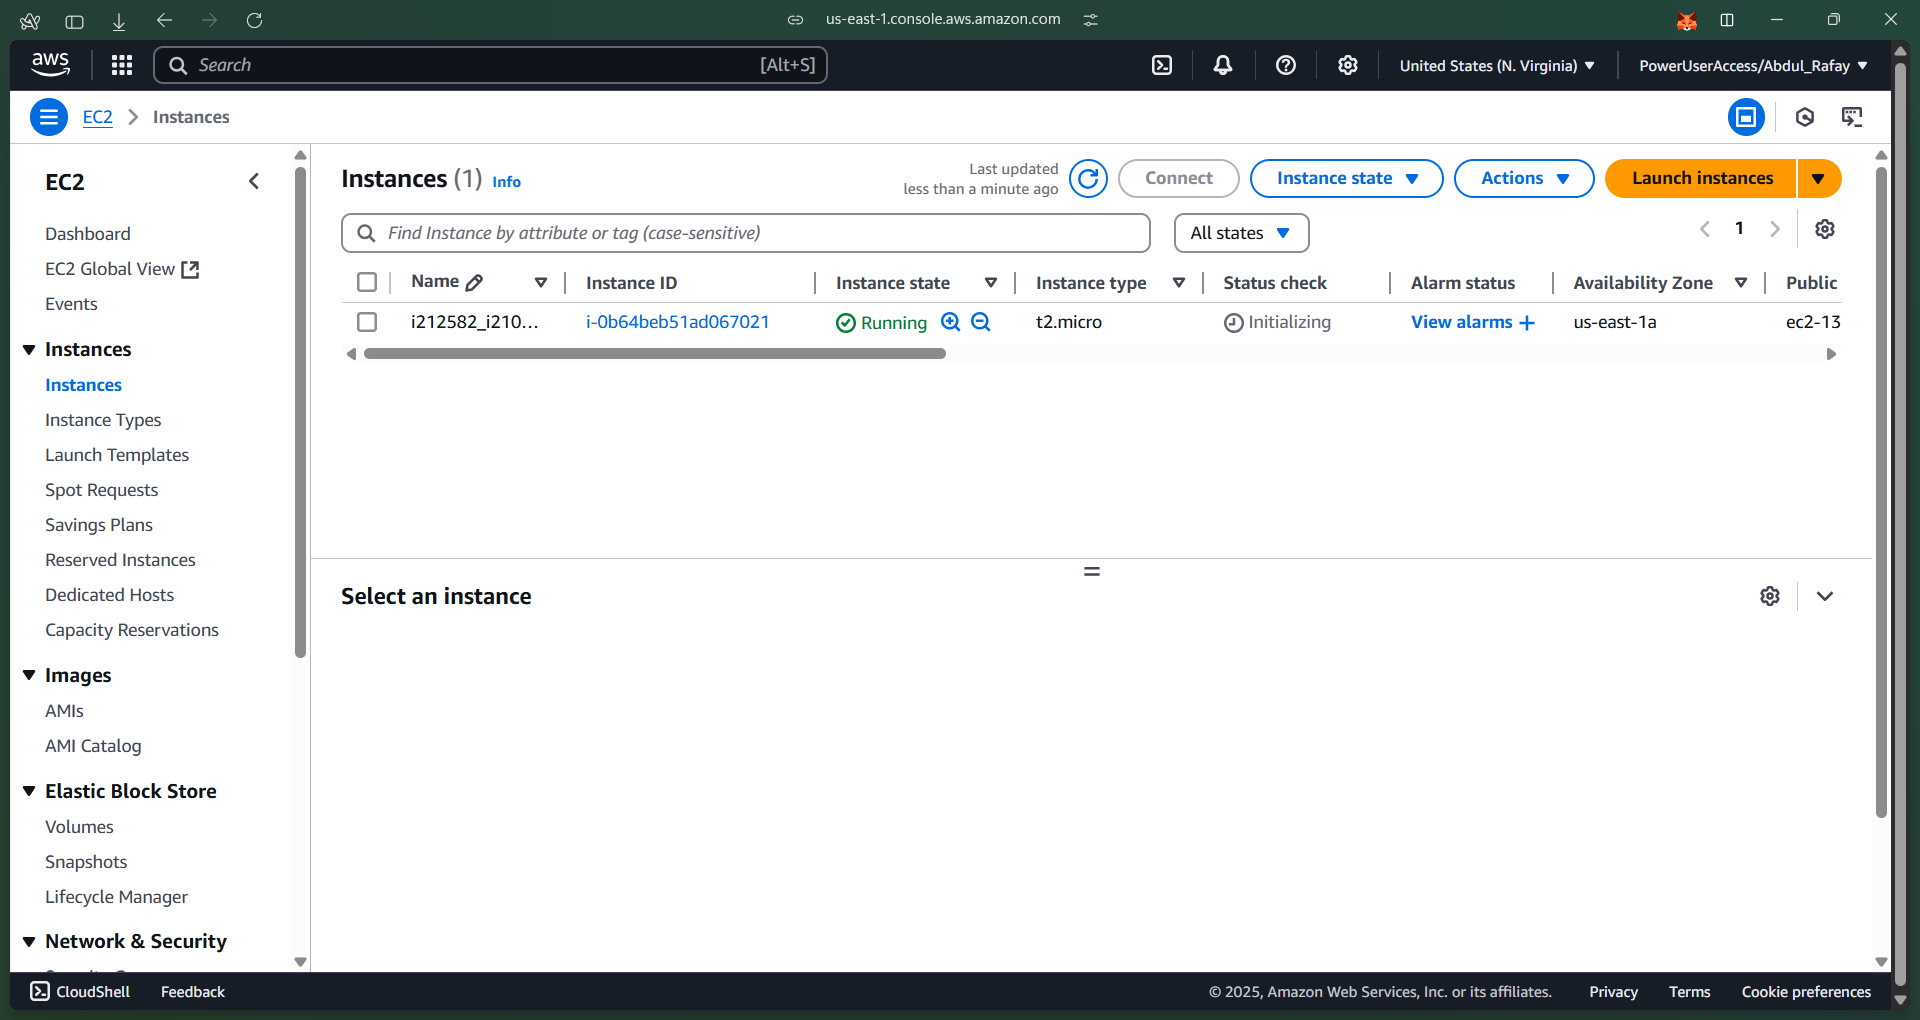 us-east-1.console.aws.amazon.com
aws
Search
[Alt+S]
United States (N. Virginia)
PowerUserAccess/Abdul_Rafay
EC2
Instances
EC2
Dashboard
EC2 Global View
Events
Instances
Instances
Instance Types
Launch Templates
Spot Requests
Savings Plans
Reserved Instances
Dedicated Hosts
Capacity Reservations
Images
AMIs
AMI Catalog
Elastic Block Store
Volumes
Snapshots
Lifecycle Manager
Network & Security
Instances (1) Info
Last updated
less than a minute ago
Connect
Instance state
Actions
Launch instances
Find Instance by attribute or tag (case-sensitive)
All states
1
Name Instance ID Instance state Instance type Status check Alarm status Availability Zone Public
i212582_i210... i-0b64beb51ad067021 Running t2.micro Initializing View alarms + us-east-1a ec2-13
Select an instance
CloudShell
Feedback
© 2025, Amazon Web Services, Inc. or its affiliates.
Privacy
Terms
Cookie preferences